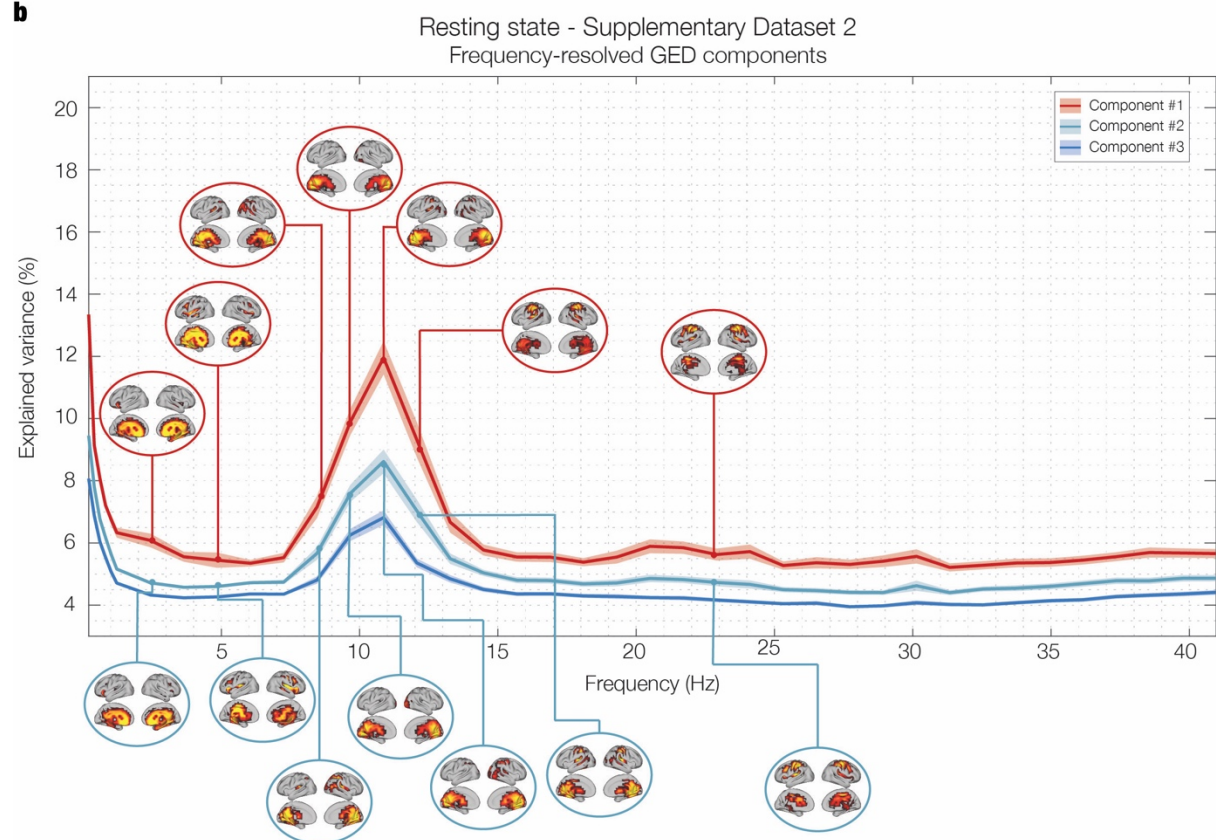 b
Resting state - Supplementary Dataset 2
Frequency-resolved GED components
20
18
16
14
12
10
8
6
4
Explained variance (%)
Component #1
Component #2
Component #3
5
10
15
20
25
30
35
40
Frequency (Hz)